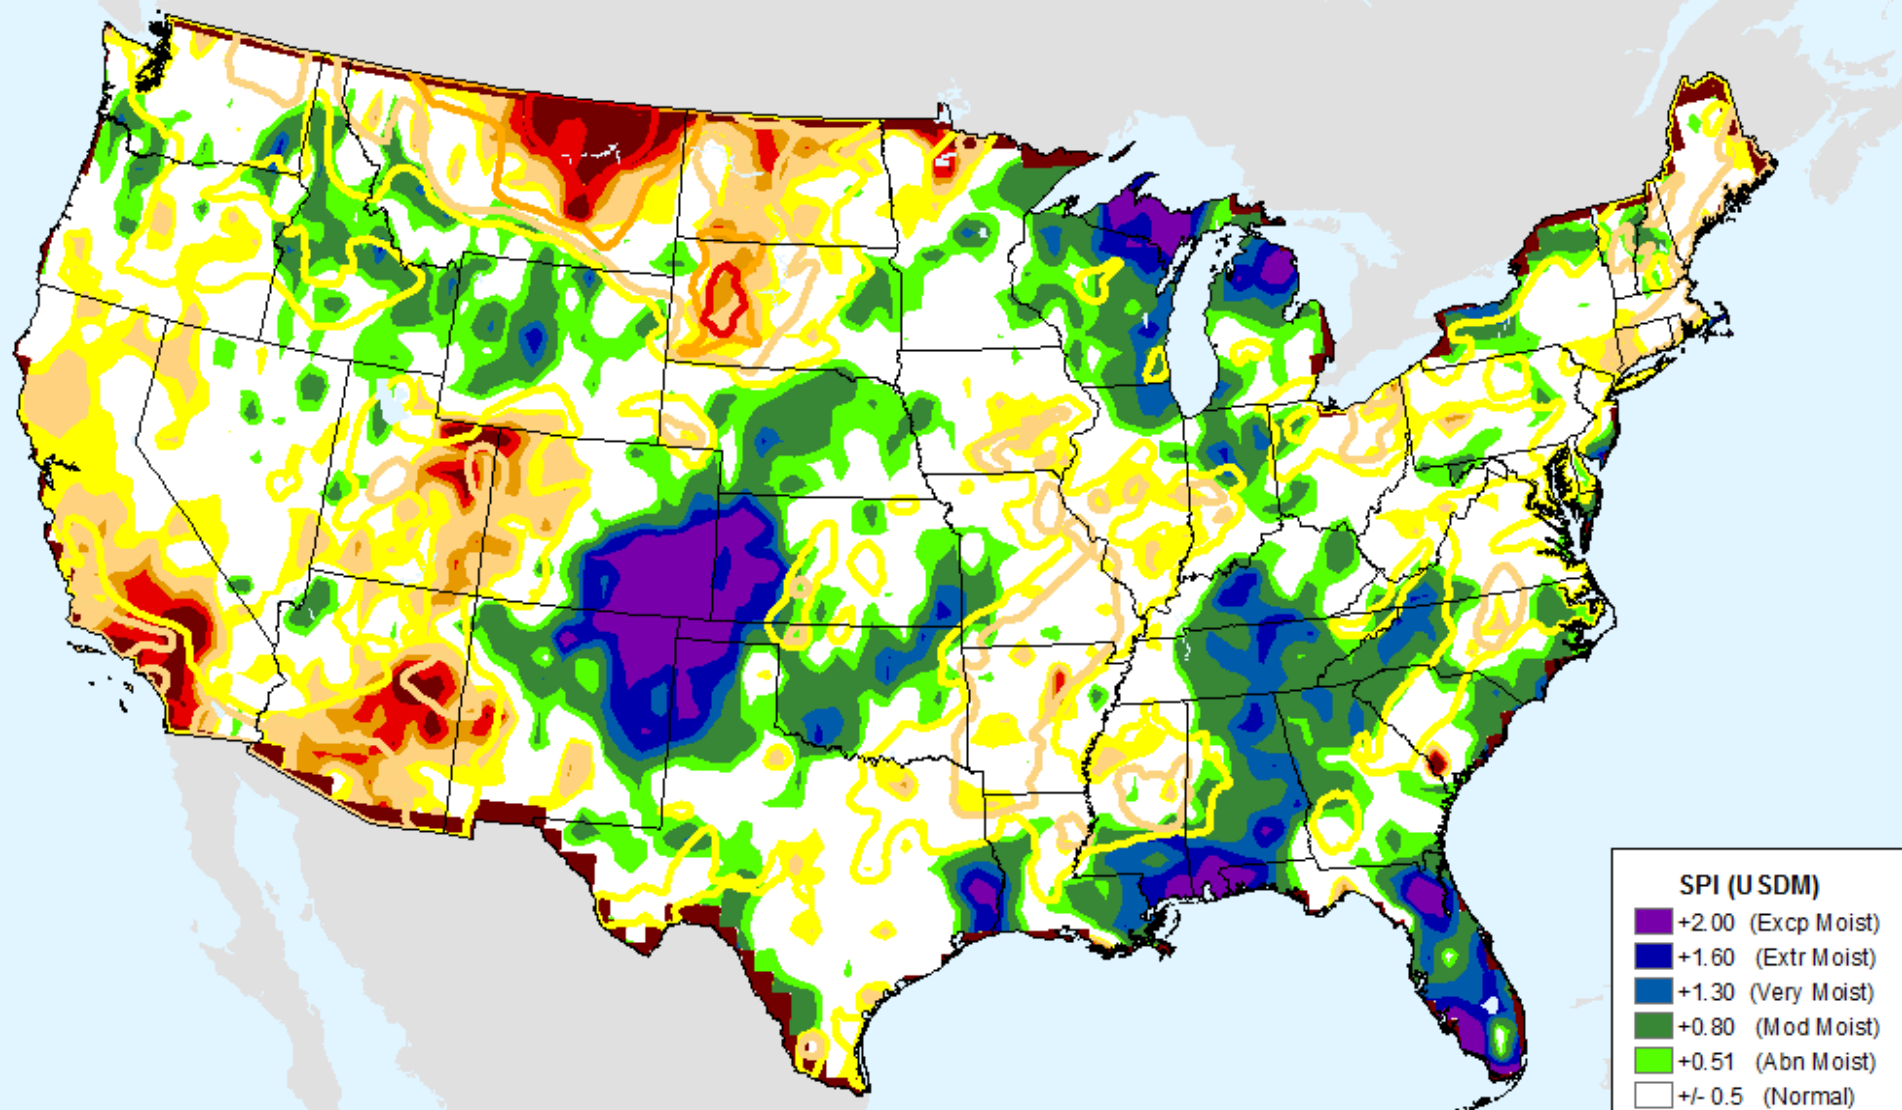 SPI (USDM)
+2.00 (Excp Moist)
+1.60 (Extr Moist)
+1.30 (Very Moist)
+0.80 (Mod Moist)
+0.51 (Abn Moist)
+/- 0.5 (Normal)